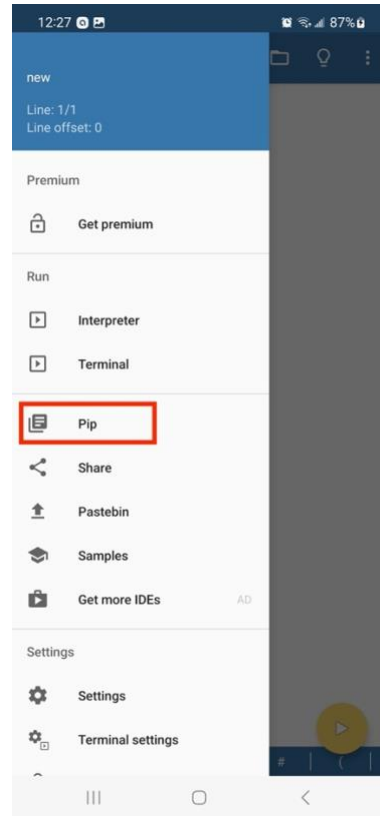 12:27
87%
new
Line: 1/1
Line offset: 0
Premium
Get premium
Run
Interpreter
Terminal
Pip
Share
Pastebin
Samples
Get more IDEs AD
Settings
Settings
Terminal settings
# | ( |